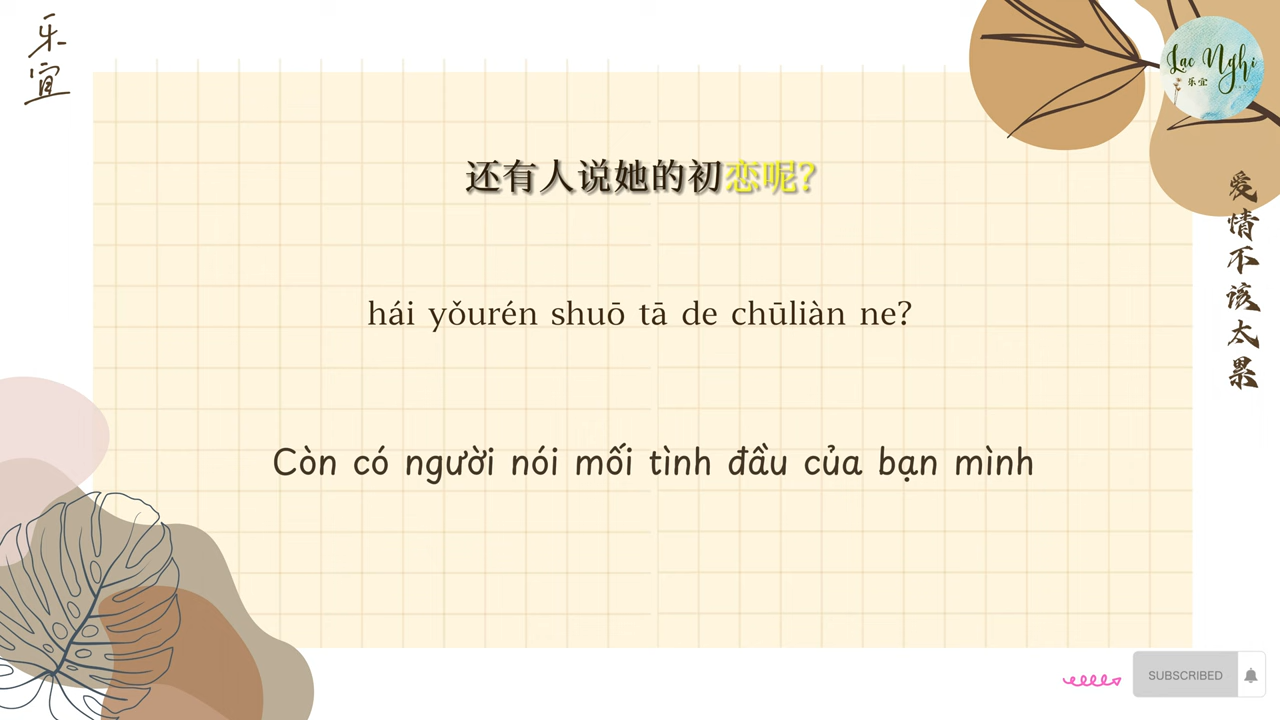 乐宜
Lạc Nghi
乐宜
还有人说她的初恋呢?
hái yǒurén shuō tā de chūliàn ne?
Còn có người nói mối tình đầu của bạn mình
爱情不该太累
SUBSCRIBED